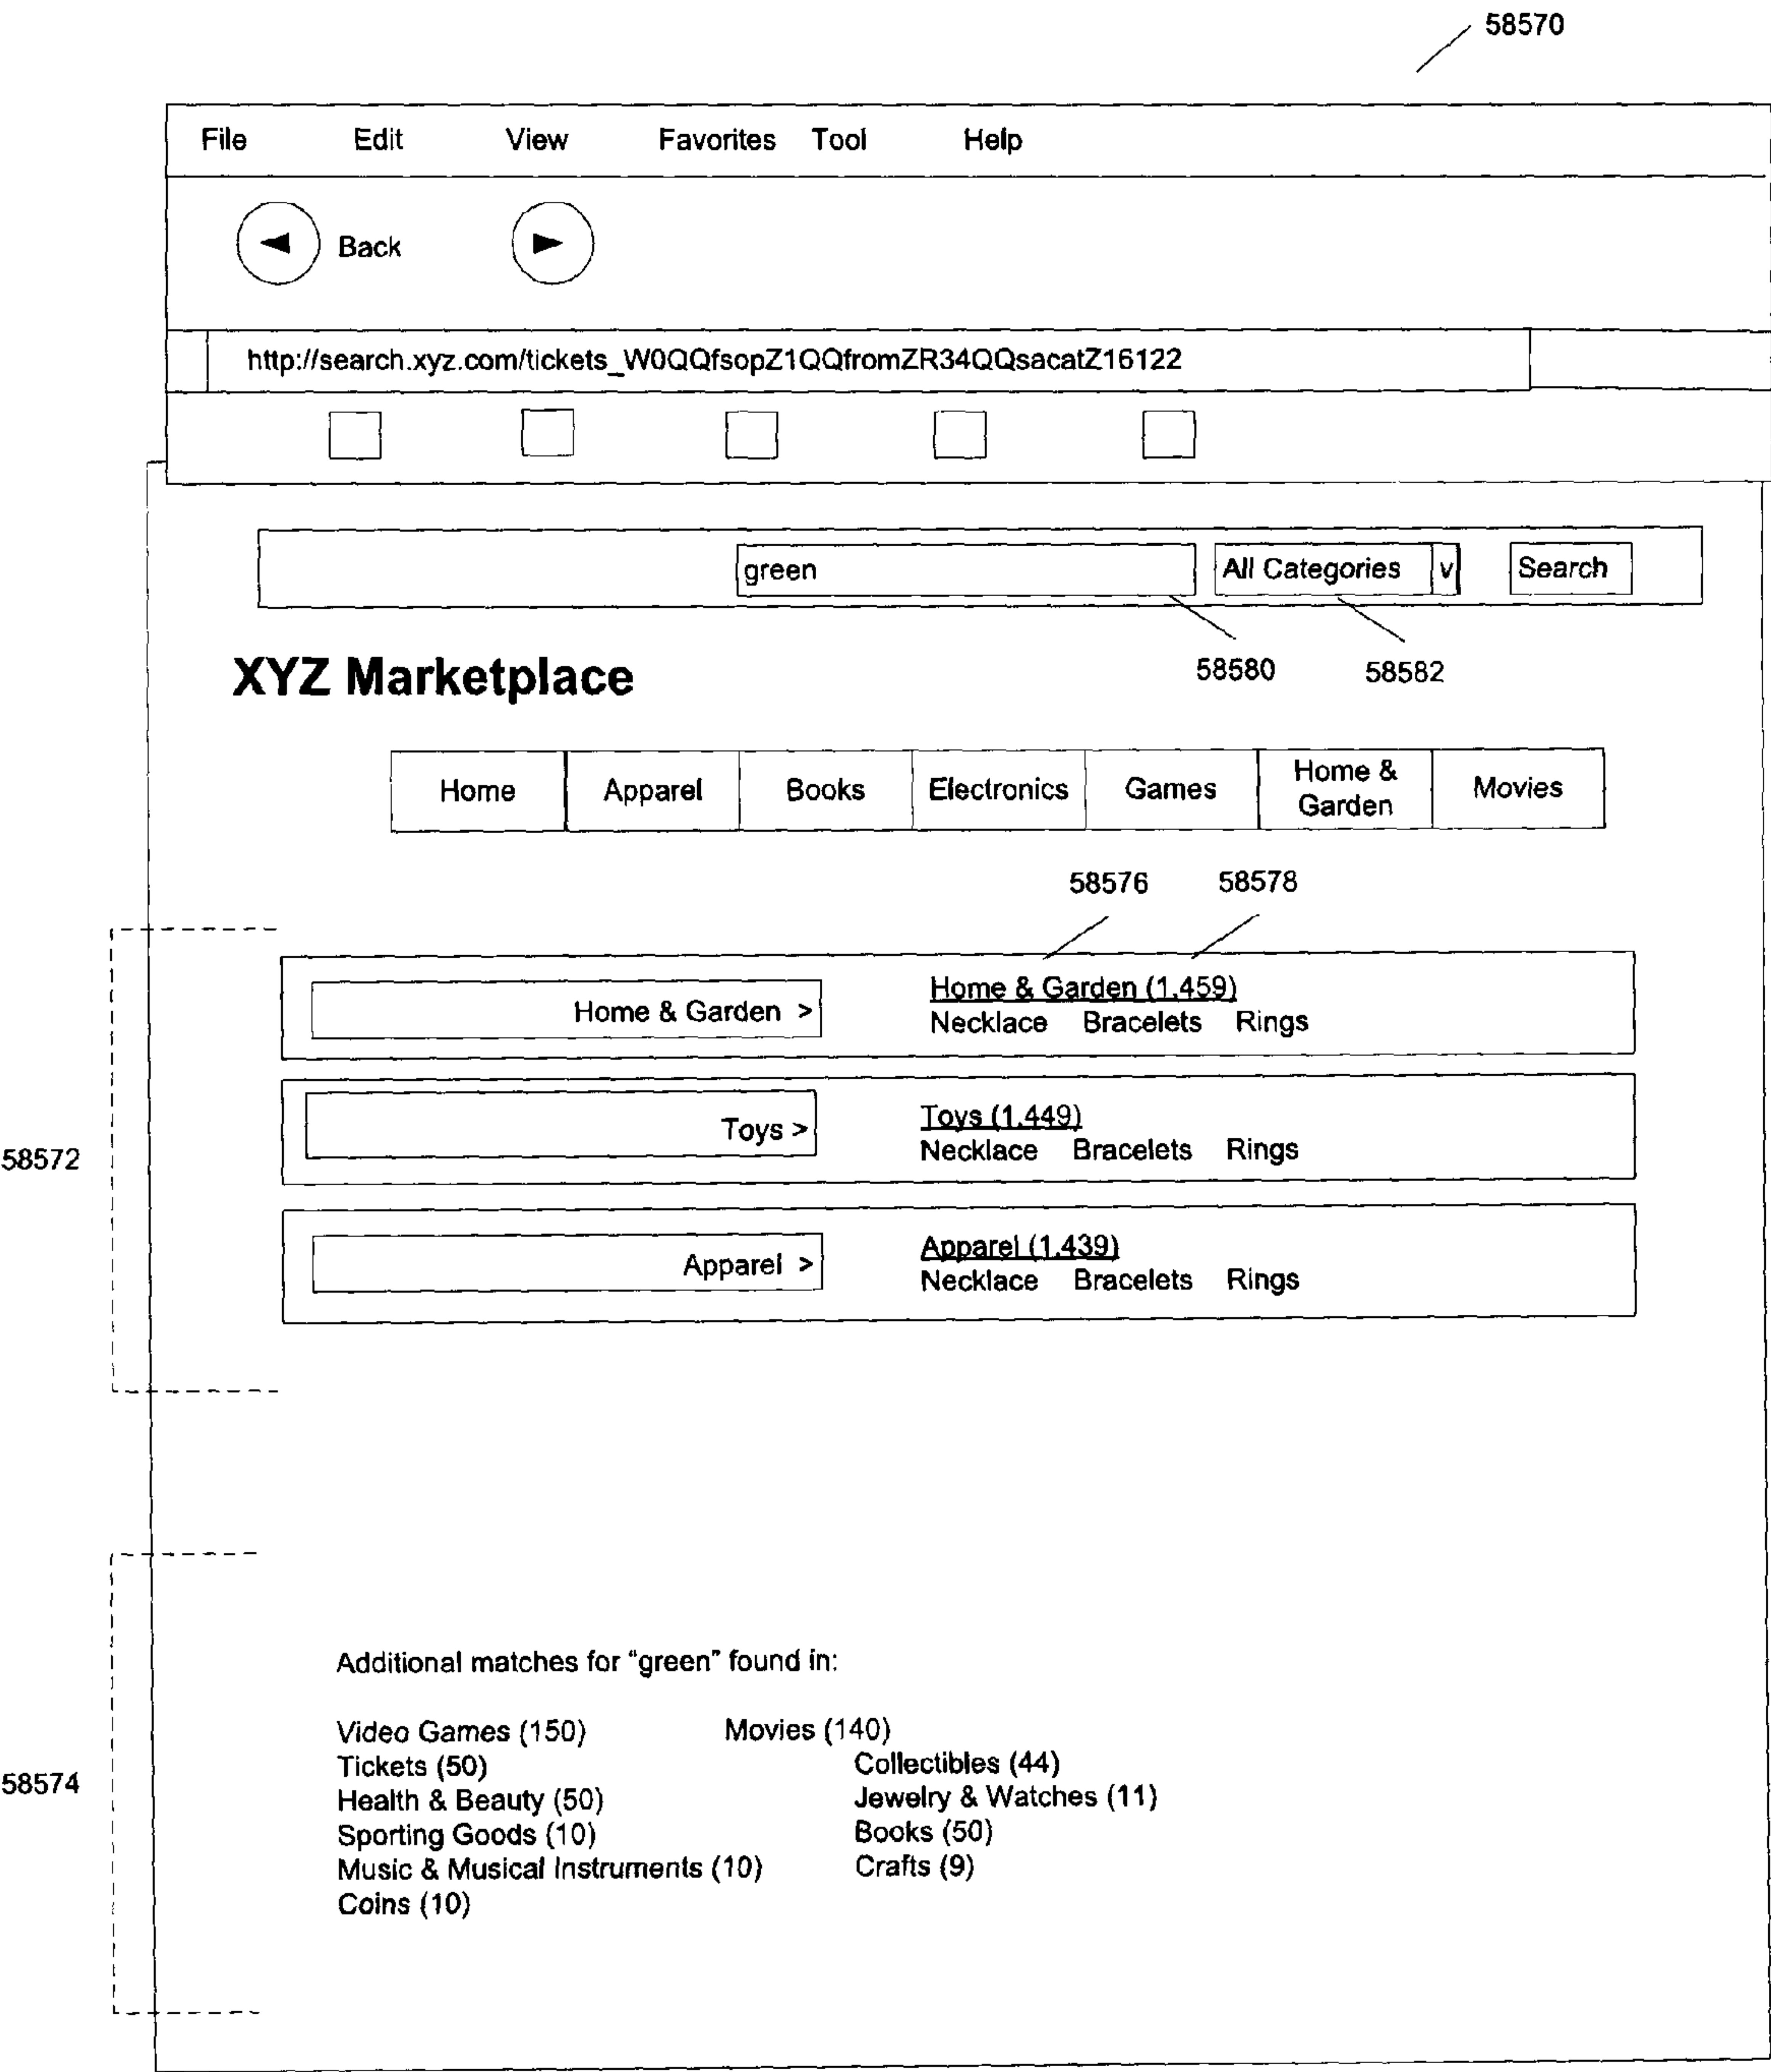 58570
File Edit View Favorites Tool Help
Back
http://search.xyz.com/tickets_W0QQfsopZ1QQfromZR34QQsacatZ16122
green All Categories v Search
58580 58582
XYZ Marketplace
Home Apparel Books Electronics Games Home & Garden Movies
58576 58578
Home & Garden > Home & Garden (1,459)
Necklace Bracelets Rings
58572
Toys > Toys (1,449)
Necklace Bracelets Rings
Apparel > Apparel (1,439)
Necklace Bracelets Rings
Additional matches for “green” found in:
Video Games (150) Movies (140)
Tickets (50) Collectibles (44)
58574
Health & Beauty (50) Jewelry & Watches (11)
Sporting Goods (10) Books (50)
Music & Musical Instruments (10) Crafts (9)
Coins (10)